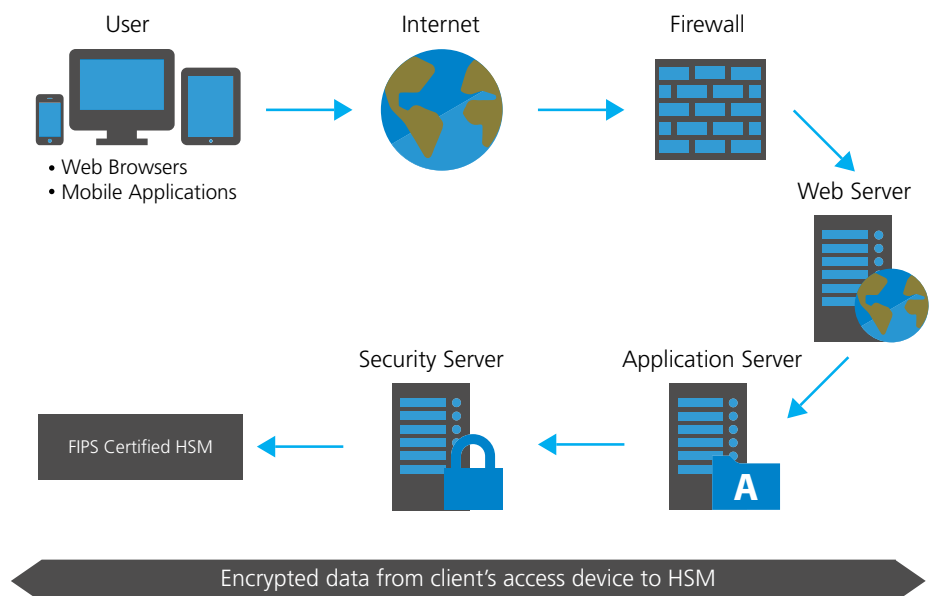 User
Internet
Firewall
• Web Browsers
• Mobile Applications
Web Server
Security Server
Application Server
FIPS Certified HSM
A
Encrypted data from client’s access device to HSM